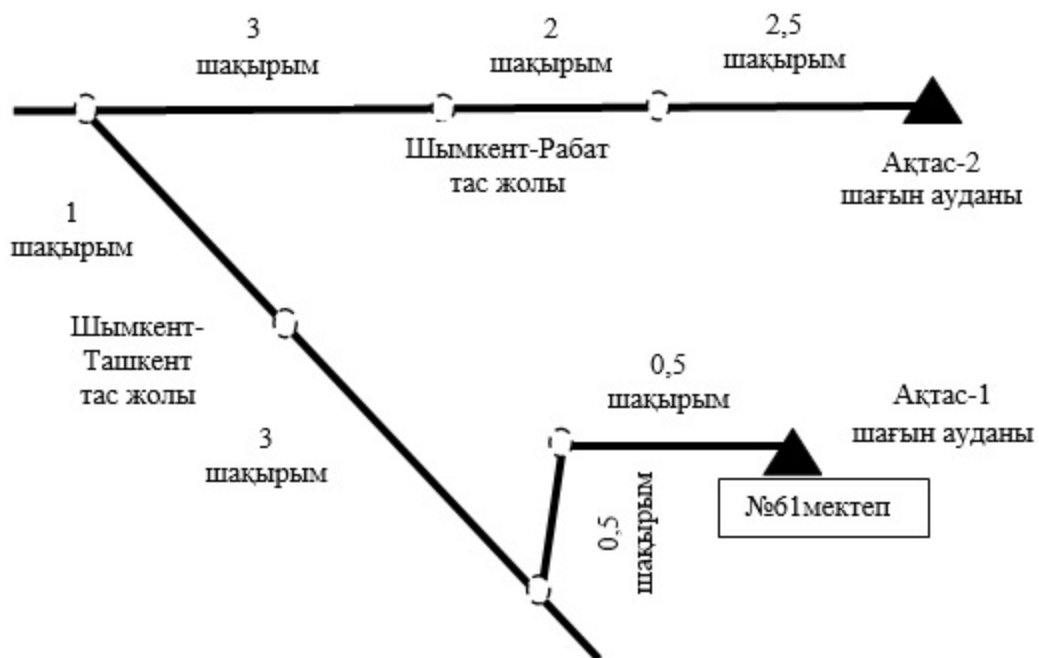 3
шақырым
2
шақырым
2,5
шақырым
Шымкент-Рабат
тас жолы
Ақтас-2
шағын ауданы
1
шақырым
Шымкент-
Ташкент
тас жолы
3
шақырым
0,5
шақырым
0,5
шақырым
Ақтас-1
шағын ауданы
№61мектеп